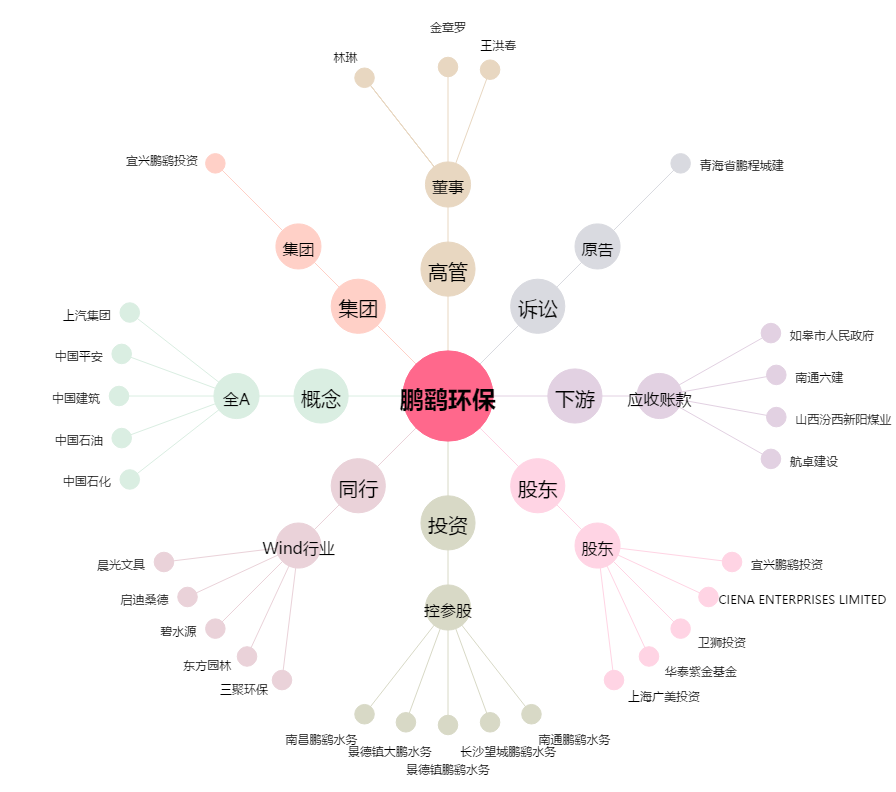 金章罗
王洪春
林琳
宜兴鹏鹞投资
董事
青海省鹏程城建
集团
原告
高管
集团
诉讼
上汽集团
中国平安
中国建筑
中国石油
中国石化
全A
概念
鹏鹞环保
下游
应收账款
如皋市人民政府
南通六建
山西汾西新阳煤业
航卓建设
同行
投资
股东
Wind行业
股东
晨光文具
启迪桑德
碧水源
东方园林
三聚环保
控参股
宜兴鹏鹞投资
CIENA ENTERPRISES LIMITED
卫狮投资
华泰紫金基金
上海广美投资
南昌鹏鹞水务
景德镇大鹏水务
景德镇鹏鹞水务
长沙望城鹏鹞水务
南通鹏鹞水务